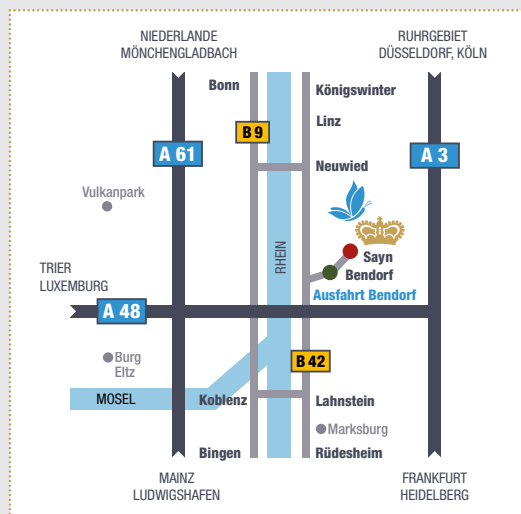 NIEDERLANDE
MÖNCHENGLADBACH
RUHRGEBIET
DÜSSELDORF, KÖLN
Bonn
Königswinter
Linz
B 9
A 61
A 3
Neuwied
Vulkanpark
RHEIN
Sayn
Bendorf
TRIER
LUXEMBURG
Ausfahrt Bendorf
A 48
Burg
Eltz
B 42
MOSEL
Koblenz
Lahnstein
Marksburg
Bingen
Rüdesheim
MAINZ
LUDWIGSHAFEN
FRANKFURT
HEIDELBERG